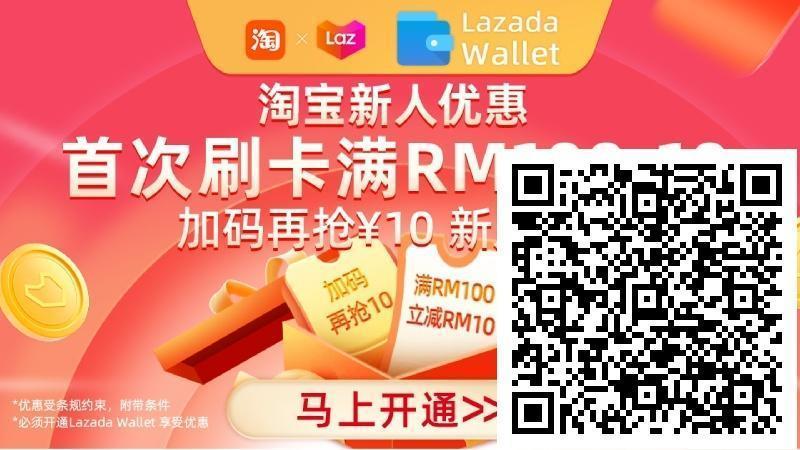 淘 × Laz Lazada
Wallet
淘宝新人优惠
首次刷卡满RM
加码再抢¥10 新
加码
再抢10
满RM100
立减RM10
马上开通>>
*优惠受条规约束，附带条件
*必须开通Lazada Wallet 享受优惠